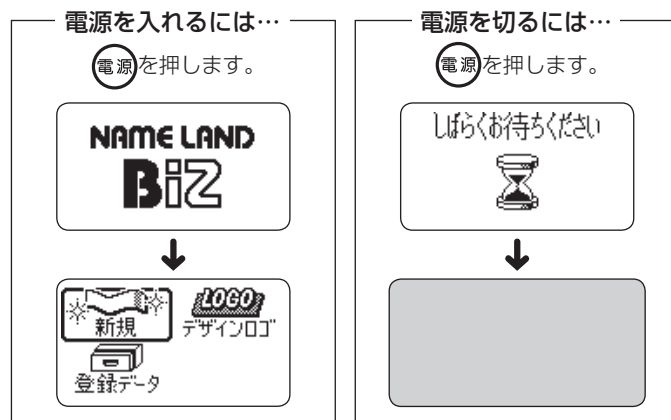 電源を入れるには…
電源を押します。
NAME LAND
BiZ
新規
LOGO
デザインロゴ
登録データ
電源を切るには…
電源を押します。
しばらくお待ちください